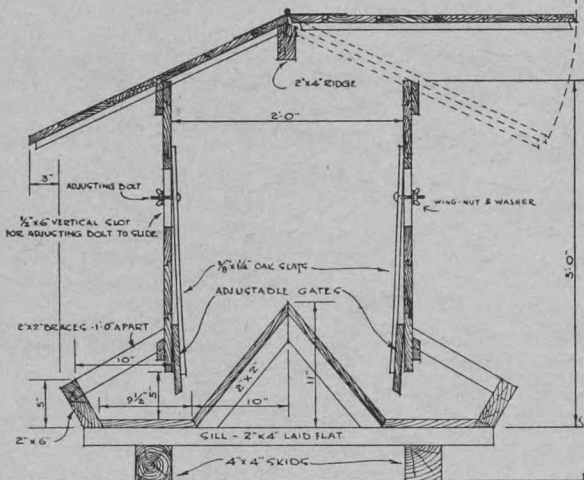 2"X4" RIDGE
2'-0"
3"
ADJUSTING BOLT
½"X6" VERTICAL SLOT
FOR ADJUSTING BOLT TO SLIDE
WING-NUT & WASHER
3'-0"
⅜"X1¼" OAK SLATS
ADJUSTABLE GATES
2"X2" BRACES -1'-0" APART
10"
2"X2"
11"
9½"
5"
10"
5"
2"X6"
SILL - 2"X4" LAID FLAT
4"X4" SKIDS